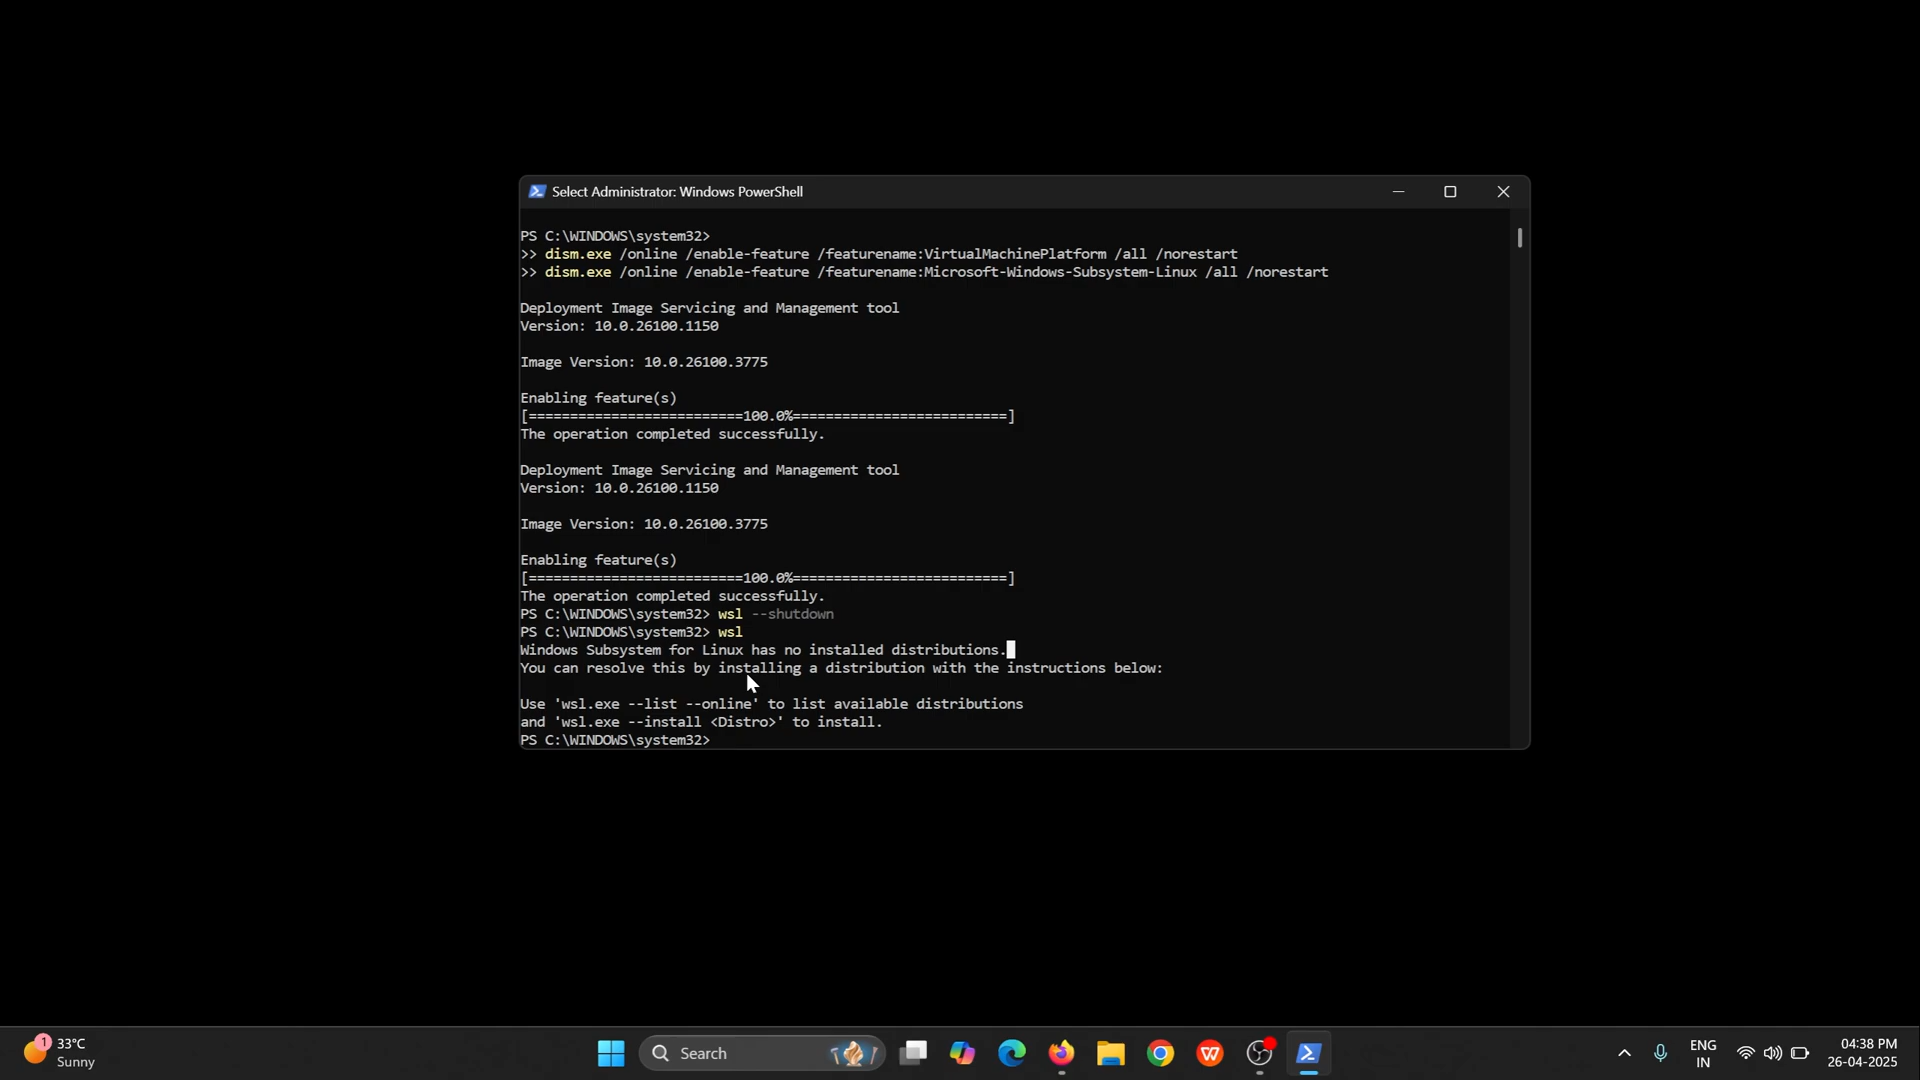 Select Administrator: Windows PowerShell
PS C:\WINDOWS\system32>
>> dism.exe /online /enable-feature /featurename:VirtualMachinePlatform /all /norestart
>> dism.exe /online /enable-feature /featurename:Microsoft-Windows-Subsystem-Linux /all /norestart
Deployment Image Servicing and Management tool
Version: 10.0.26100.1150
Image Version: 10.0.26100.3775
Enabling feature(s)
[==========================100.0%==========================]
The operation completed successfully.
Deployment Image Servicing and Management tool
Version: 10.0.26100.1150
Image Version: 10.0.26100.3775
Enabling feature(s)
[==========================100.0%==========================]
The operation completed successfully.
PS C:\WINDOWS\system32> wsl --shutdown
PS C:\WINDOWS\system32> wsl
Windows Subsystem for Linux has no installed distributions.
You can resolve this by installing a distribution with the instructions below:
Use 'wsl.exe --list --online' to list available distributions
and 'wsl.exe --install <Distro>' to install.
PS C:\WINDOWS\system32>
1
33°C
Sunny
Search
W
ENG
IN
04:38 PM
26-04-2025